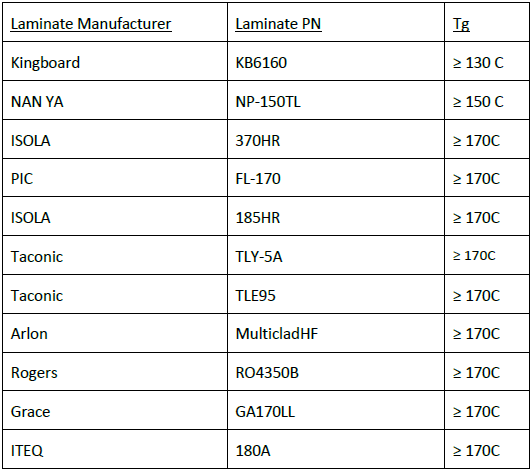 Laminate Manufacturer Laminate PN Tg
Kingboard KB6160 ≥ 130 C
NAN YA NP-150TL ≥ 150 C
ISOLA 370HR ≥ 170C
PIC FL-170 ≥ 170C
ISOLA 185HR ≥ 170C
Taconic TLY-5A ≥ 170C
Taconic TLE95 ≥ 170C
Arlon MulticladHF ≥ 170C
Rogers RO4350B ≥ 170C
Grace GA170LL ≥ 170C
ITEQ 180A ≥ 170C